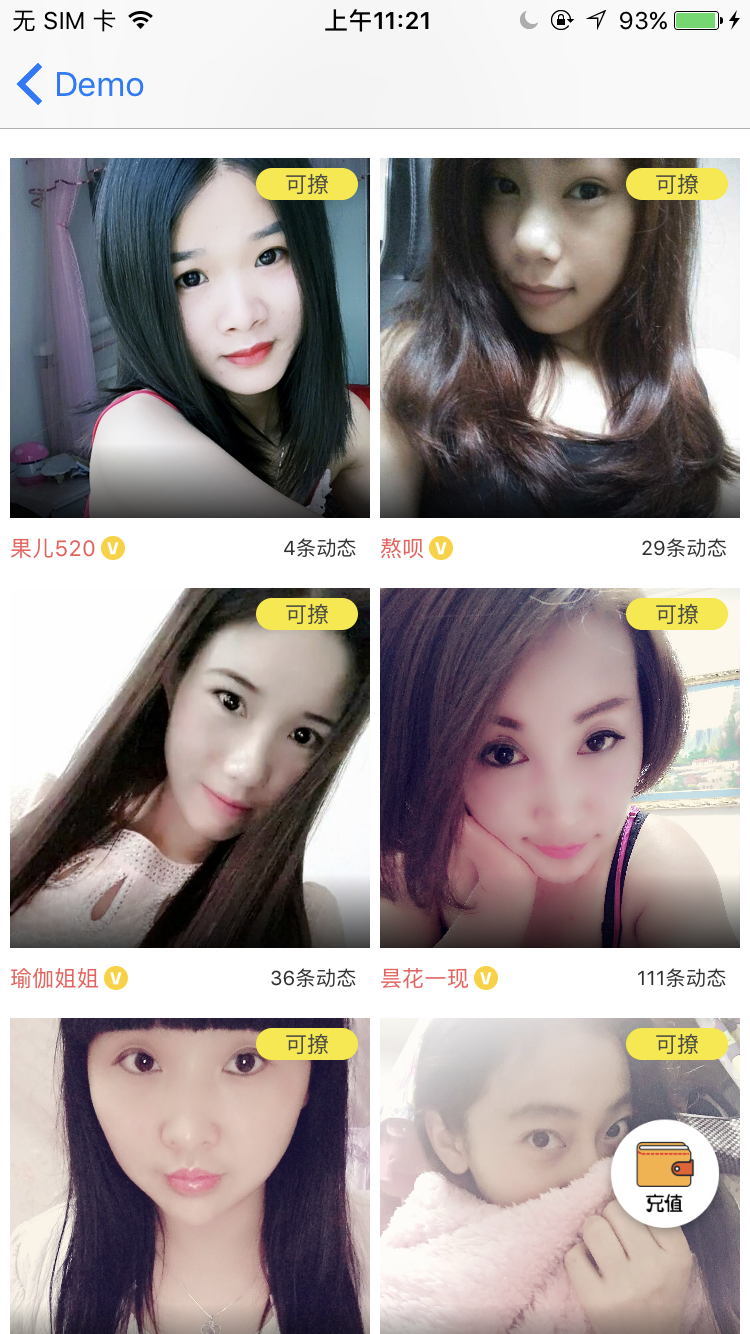 无 SIM 卡
上午11:21
93%
Demo
可撩
可撩
果儿520 V
4条动态
熬呗 V
29条动态
可撩
可撩
瑜伽姐姐 V
36条动态
昙花一现 V
111条动态
可撩
可撩
充值